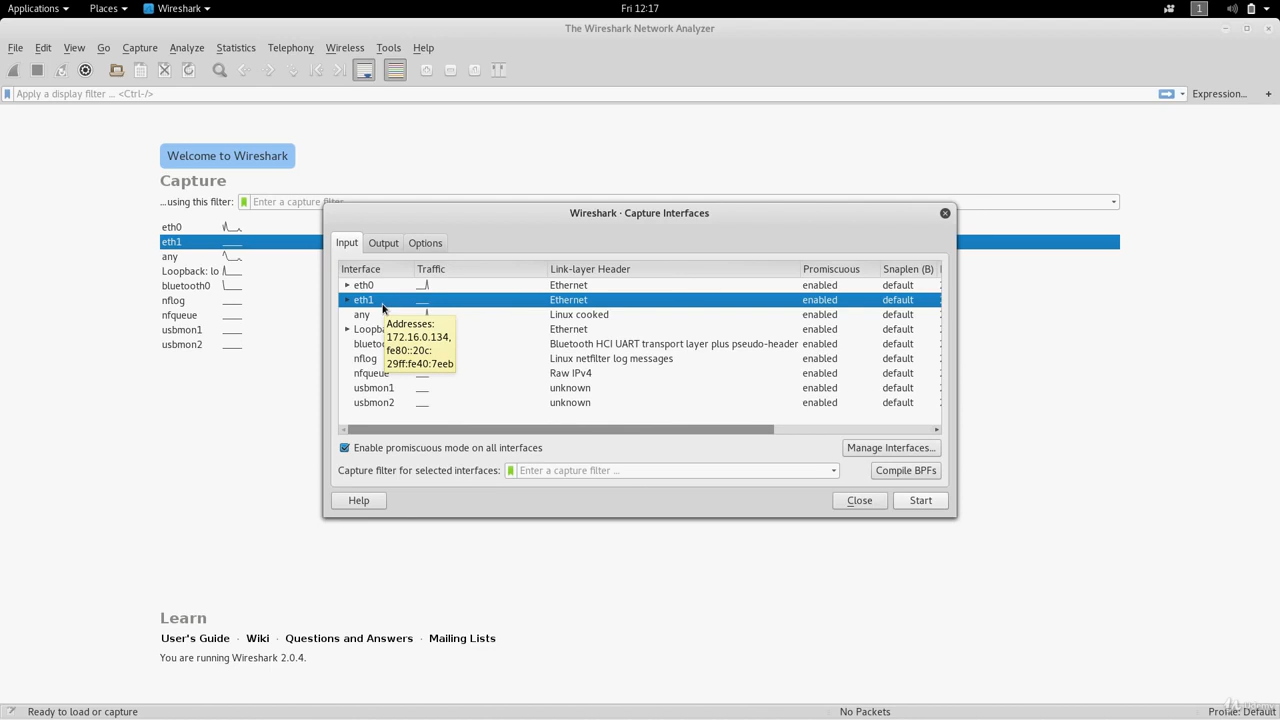 Applications Places Wireshark Fri 12:17 1
The Wireshark Network Analyzer
File Edit View Go Capture Analyze Statistics Telephony Wireless Tools Help
Apply a display filter ... <Ctrl-/> Expression... +
Welcome to Wireshark
Capture
...using this filter: Enter a capture filter
eth0
eth1
any
Loopback: lo
bluetooth0
nflog
nfqueue
usbmon1
usbmon2
Wireshark · Capture Interfaces
Input Output Options
Interface Traffic Link-layer Header Promiscuous Snaplen (B)
eth0 Ethernet enabled default
eth1 Ethernet enabled default
any Linux cooked enabled default
Loopba Ethernet enabled default
bluetoo Bluetooth HCI UART transport layer plus pseudo-header enabled default
nflog Linux netfilter log messages enabled default
nfqueue Raw IPv4 enabled default
usbmon1 unknown enabled default
usbmon2 unknown enabled default
Addresses:
172.16.0.134,
fe80::20c:
29ff:fe40:7eeb
Enable promiscuous mode on all interfaces Manage Interfaces...
Capture filter for selected interfaces: Enter a capture filter ... Compile BPFs
Help Close Start
Learn
User's Guide · Wiki · Questions and Answers · Mailing Lists
You are running Wireshark 2.0.4.
Ready to load or capture No Packets Profile: Default